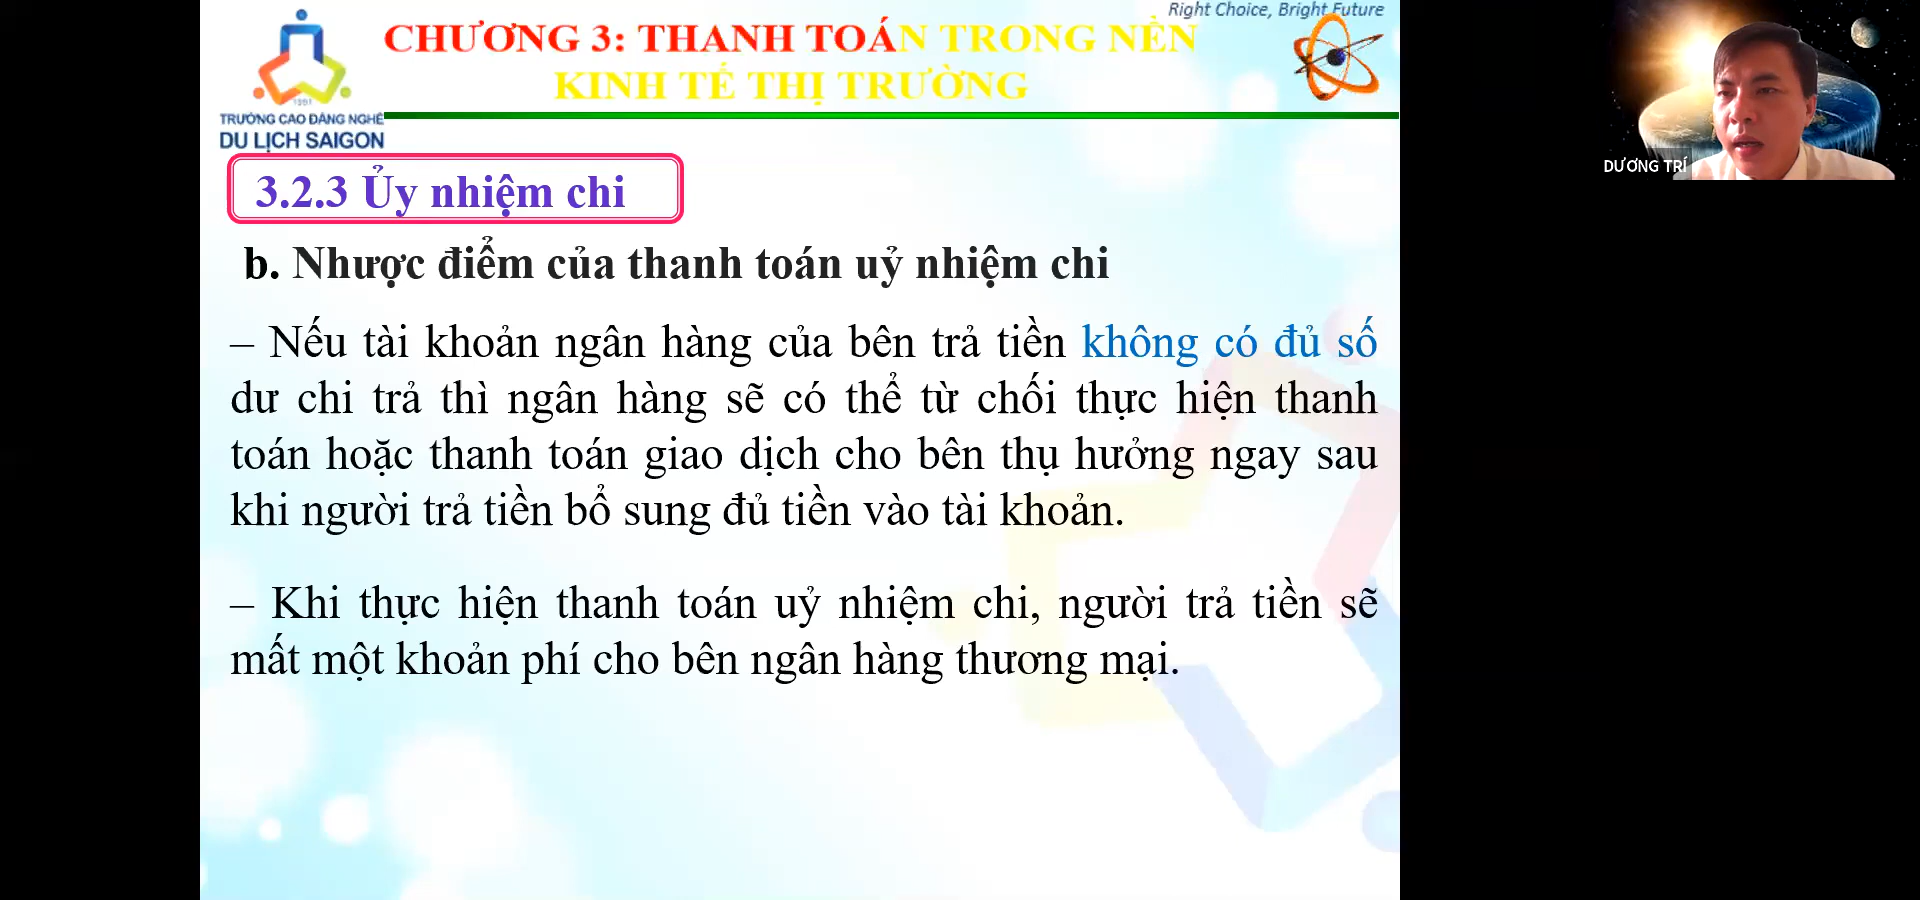 Right Choice, Bright Future
CHƯƠNG 3: THANH TOÁN TRONG NỀN
KINH TẾ THỊ TRƯỜNG
1991
TRƯỜNG CAO ĐẲNG NGHỀ
DU LỊCH SAIGON
3.2.3 Ủy nhiệm chi
b. Nhược điểm của thanh toán uỷ nhiệm chi
– Nếu tài khoản ngân hàng của bên trả tiền không có đủ số
dư chi trả thì ngân hàng sẽ có thể từ chối thực hiện thanh
toán hoặc thanh toán giao dịch cho bên thụ hưởng ngay sau
khi người trả tiền bổ sung đủ tiền vào tài khoản.
– Khi thực hiện thanh toán uỷ nhiệm chi, người trả tiền sẽ
mất một khoản phí cho bên ngân hàng thương mại.
DƯƠNG TRÍ